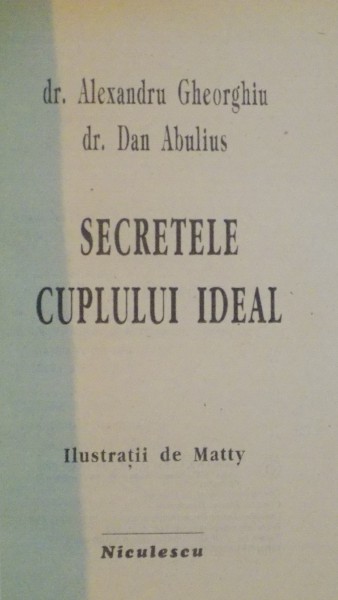 dr. Alexandru Gheorghiu
dr. Dan Abulius
SECRETELE
CUPLULUI IDEAL
Ilustrații de Matty
Niculescu